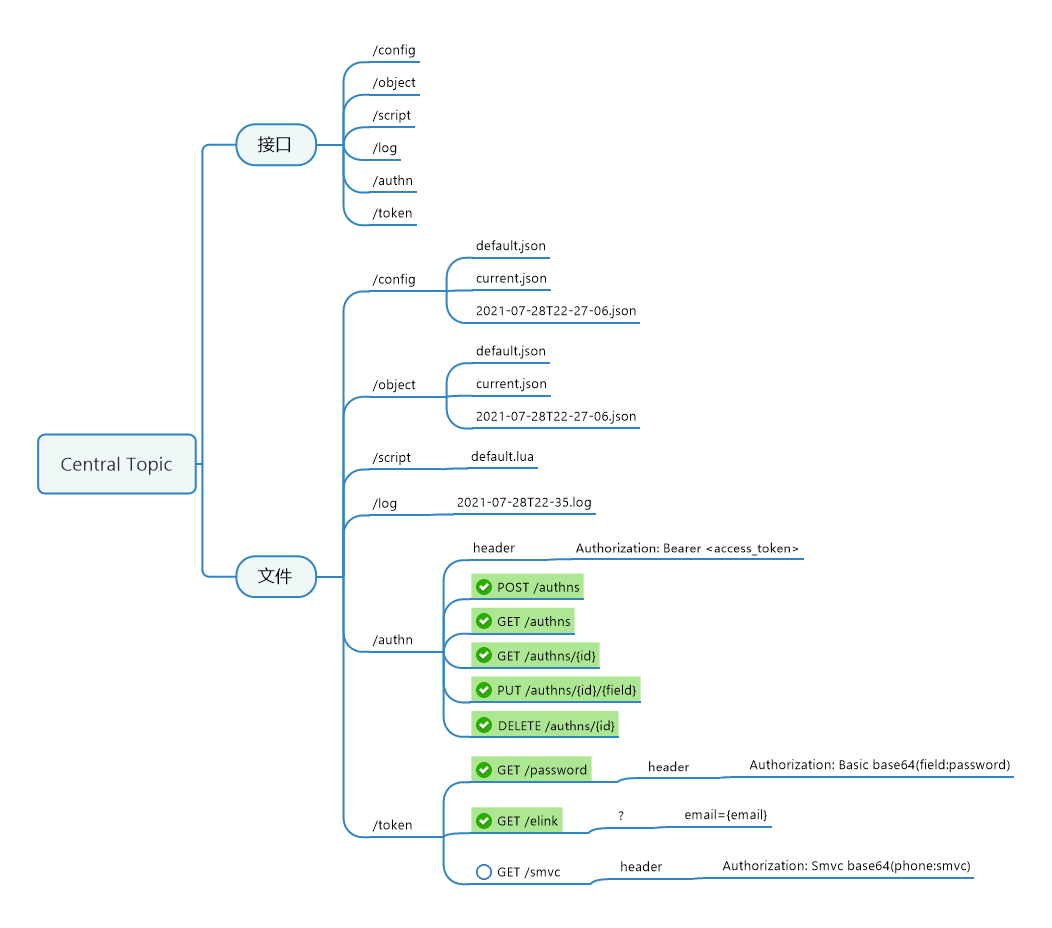 Central Topic
接口
/config
/object
/script
/log
/authn
/token
文件
/config
default.json
current.json
2021-07-28T22-27-06.json
/object
default.json
current.json
2021-07-28T22-27-06.json
/script
default.lua
/log
2021-07-28T22-35.log
/authn
header
Authorization: Bearer <access_token>
POST /authns
GET /authns
GET /authns/{id}
PUT /authns/{id}/{field}
DELETE /authns/{id}
/token
GET /password
header
Authorization: Basic base64(field:password)
GET /elink
?
email={email}
GET /smvc
header
Authorization: Smvc base64(phone:smvc)